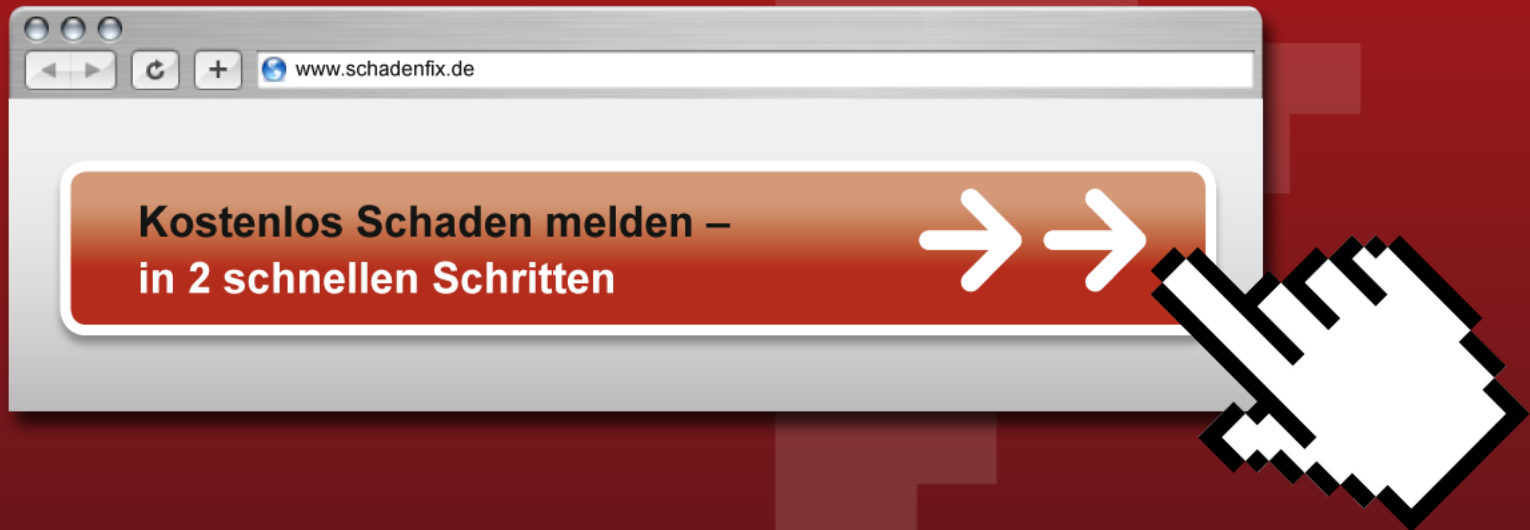 www.schadenfix.de
Kostenlos Schaden melden –
in 2 schnellen Schritten